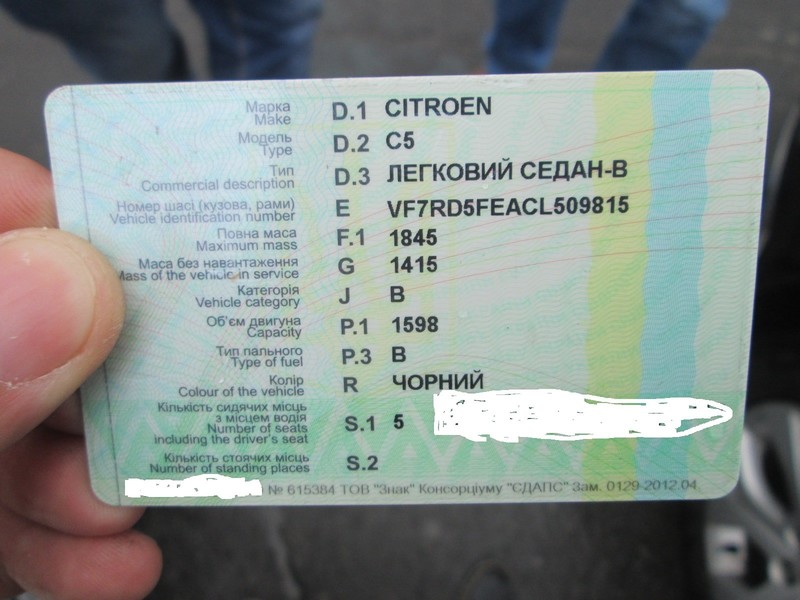 Марка
Make D.1 CITROEN
Модель
Type D.2 C5
Тип
Commercial description D.3 ЛЕГКОВИЙ СЕДАН-B
Номер шасі (кузова, рами)
Vehicle identification number E VF7RD5FEACL509815
Повна маса
Maximum mass F.1 1845
Маса без навантаження
Mass of the vehicle in service G 1415
Категорія
Vehicle category J B
Об'єм двигуна
Capacity P.1 1598
Тип пального
Type of fuel P.3 B
Колір
Colour of the vehicle R ЧОРНИЙ
Кількість сидячих місць
з місцем водія
Number of seats S.1 5
including the driver's seat
Кількість стоячих місць
Number of standing places S.2
№ 615384 ТОВ "Знак" Консорціуму "ЄДАПС" Зам. 0129-2012.04